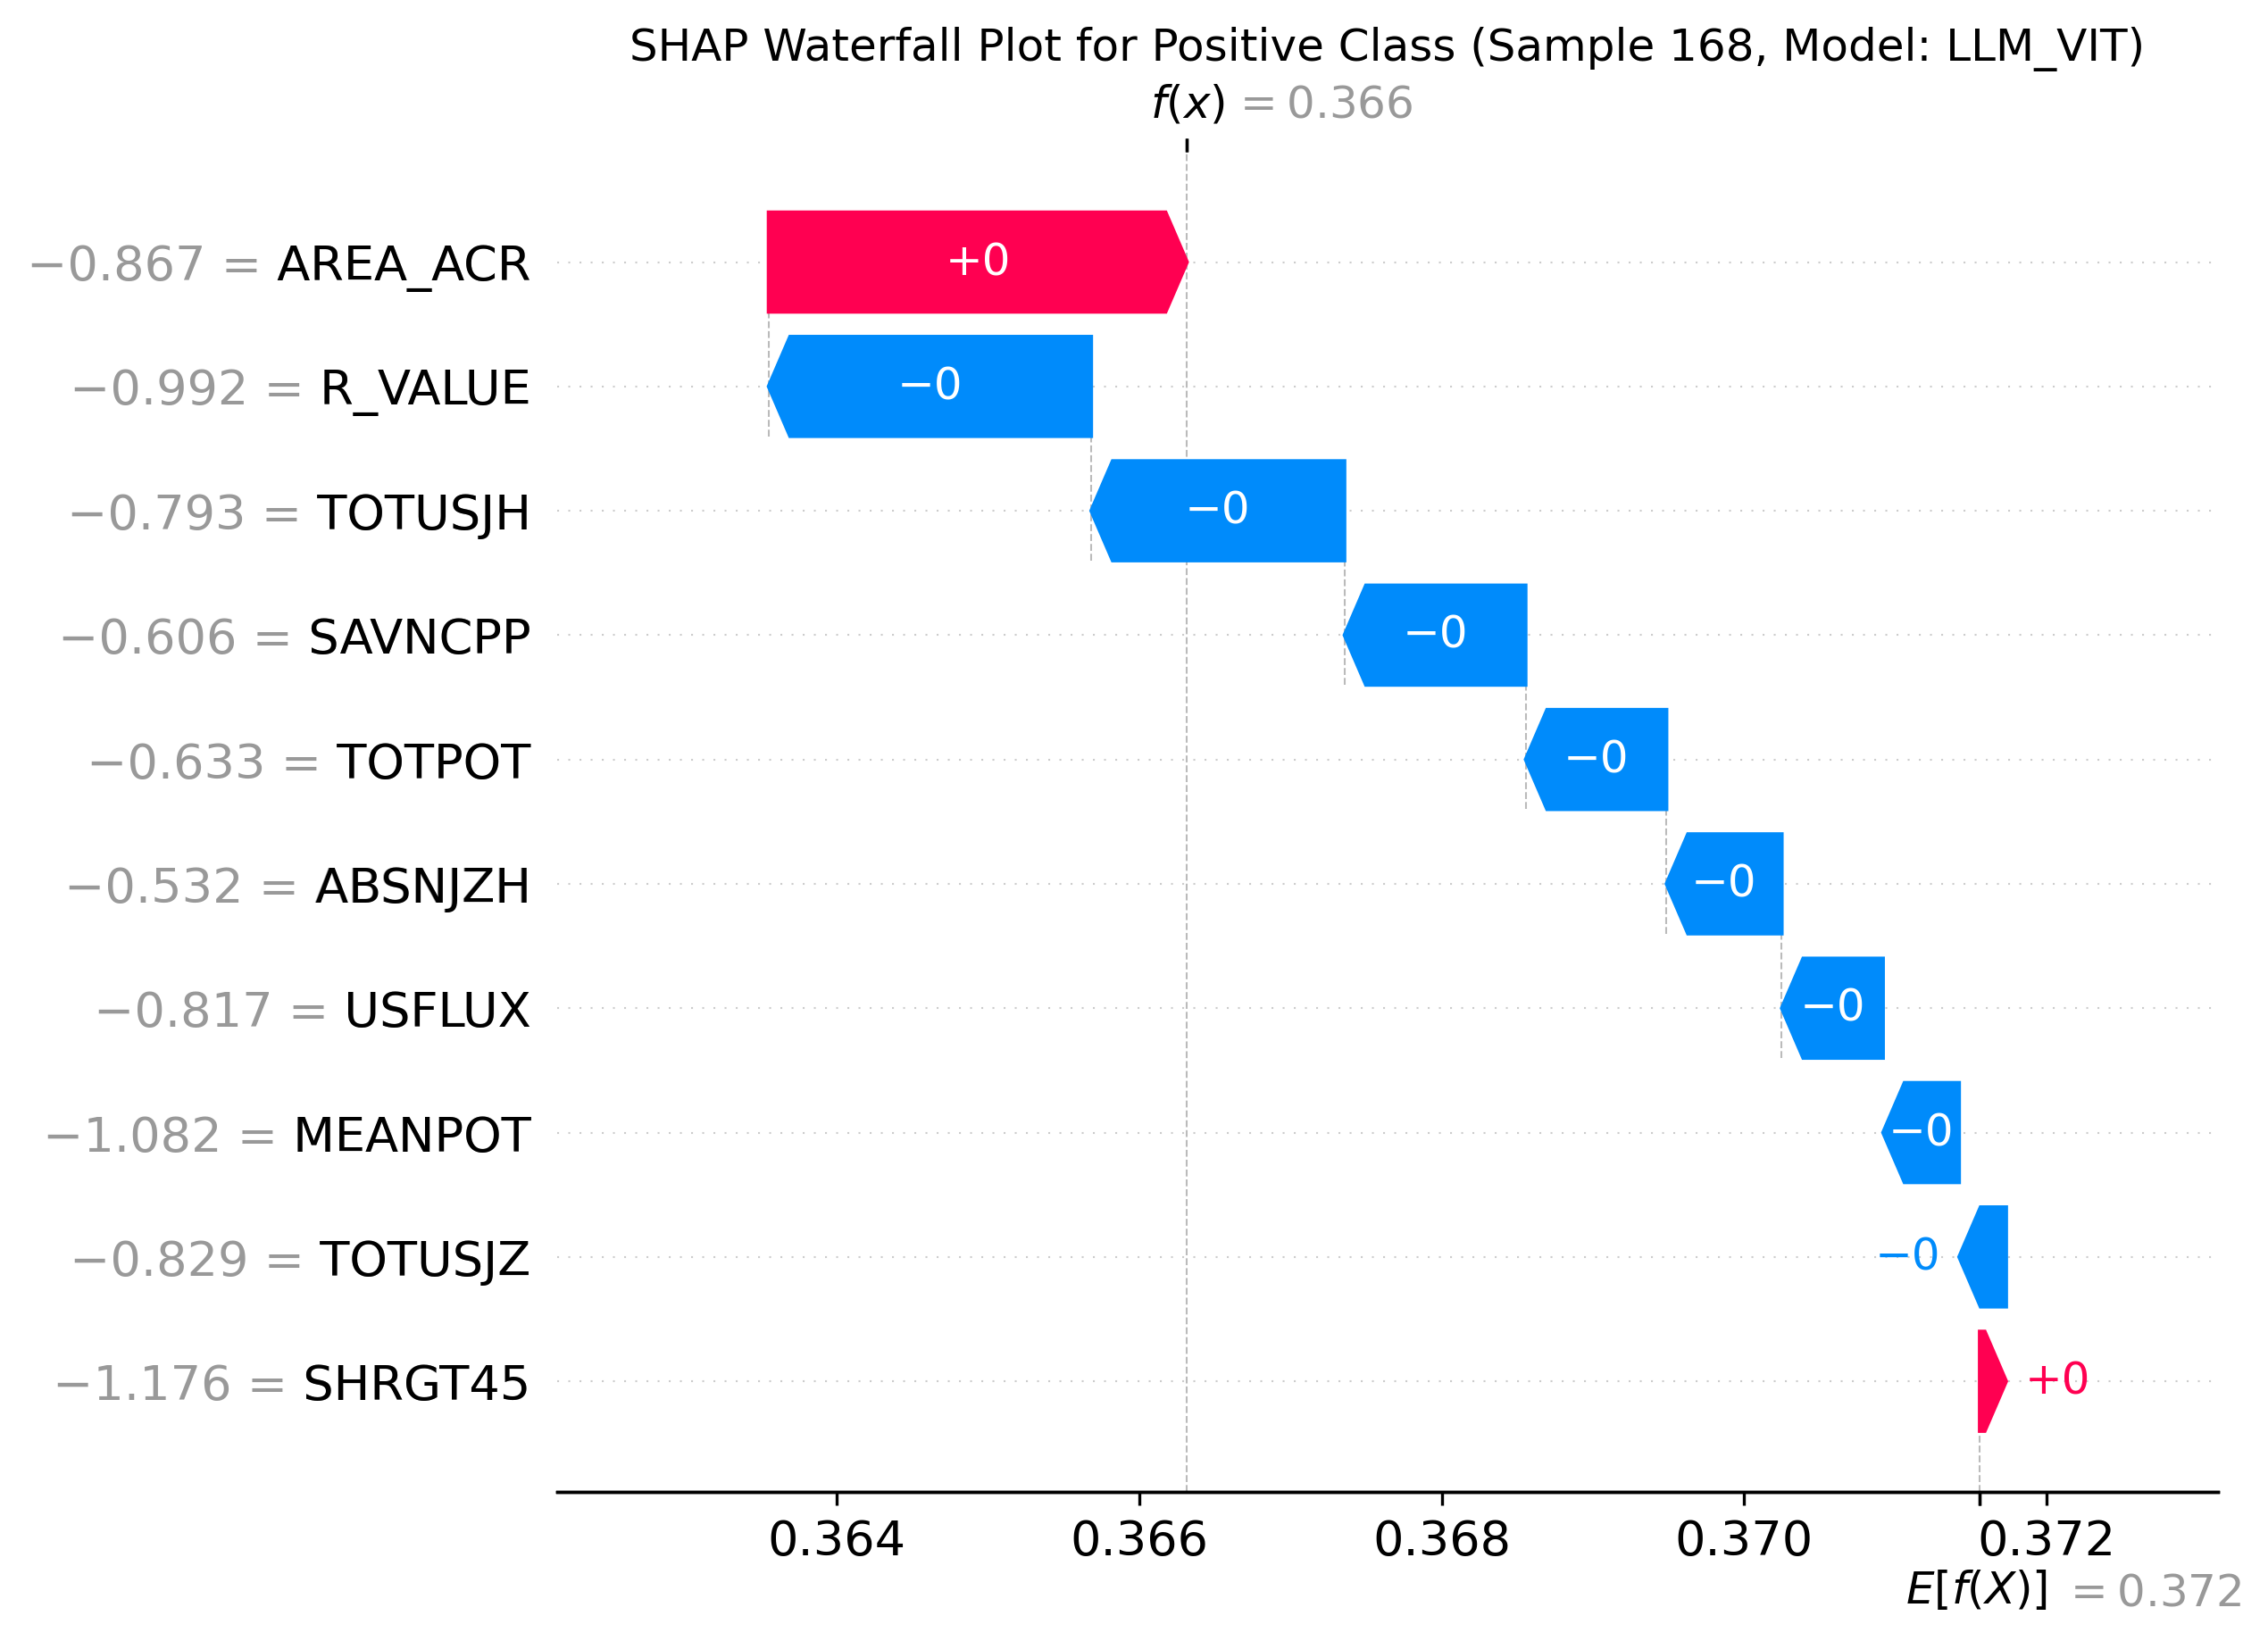 SHAP Waterfall Plot for Positive Class (Sample 168, Model: LLM_VIT)
f(x) = 0.366
−0.867 = AREA_ACR +0
−0.992 = R_VALUE −0
−0.793 = TOTUSJH −0
−0.606 = SAVNCPP −0
−0.633 = TOTPOT −0
−0.532 = ABSNJZH −0
−0.817 = USFLUX −0
−1.082 = MEANPOT −0
−0.829 = TOTUSJZ −0
−1.176 = SHRGT45 +0
0.364 0.366 0.368 0.370 0.372
E[f(X)] = 0.372